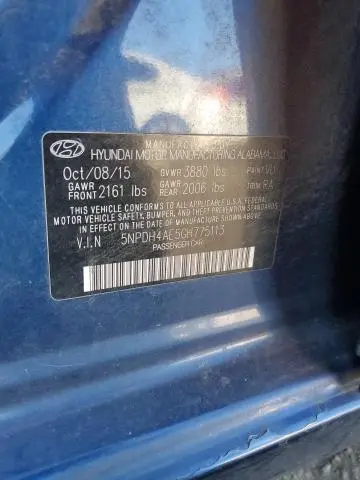 MANUFACTURED BY
HYUNDAI MOTOR MANUFACTURING ALABAMA, LLC
Oct/08/15 GVWR 3880 lbs PAINT
GAWR FRONT 2161 lbs GAWR REAR 2006 lbs TRIM RA
THIS VEHICLE CONFORMS TO ALL APPLICABLE U.S.A. FEDERAL
MOTOR VEHICLE SAFETY, BUMPER, AND THEFT PREVENTION STANDARDS
IN EFFECT ON THE DATE OF MANUFACTURE SHOWN ABOVE.
V.I.N 5NPDH4AE5GH775113
PASSENGER CAR